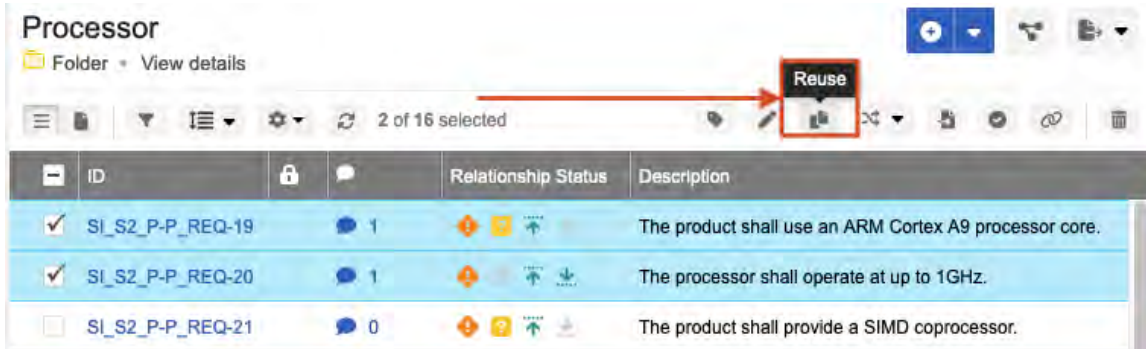 Processor
Folder • View details
Reuse
2 of 16 selected
ID Relationship Status Description
SI_S2_P-P_REQ-19 1 The product shall use an ARM Cortex A9 processor core.
SI_S2_P-P_REQ-20 1 The processor shall operate at up to 1GHz.
SI_S2_P-P_REQ-21 0 The product shall provide a SIMD coprocessor.